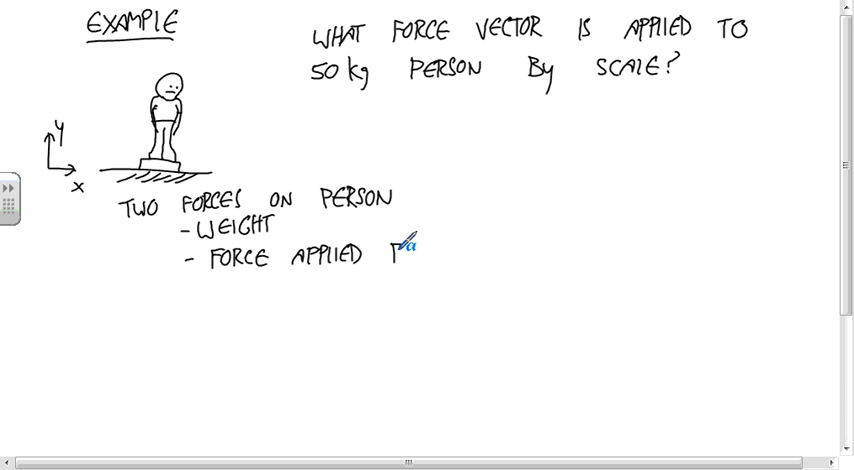 EXAMPLE
WHAT FORCE VECTOR IS APPLIED TO
50 kg PERSON By SCALE?
y
x
TWO FORCES ON PERSON
- WEIGHT
- FORCE APPLIED